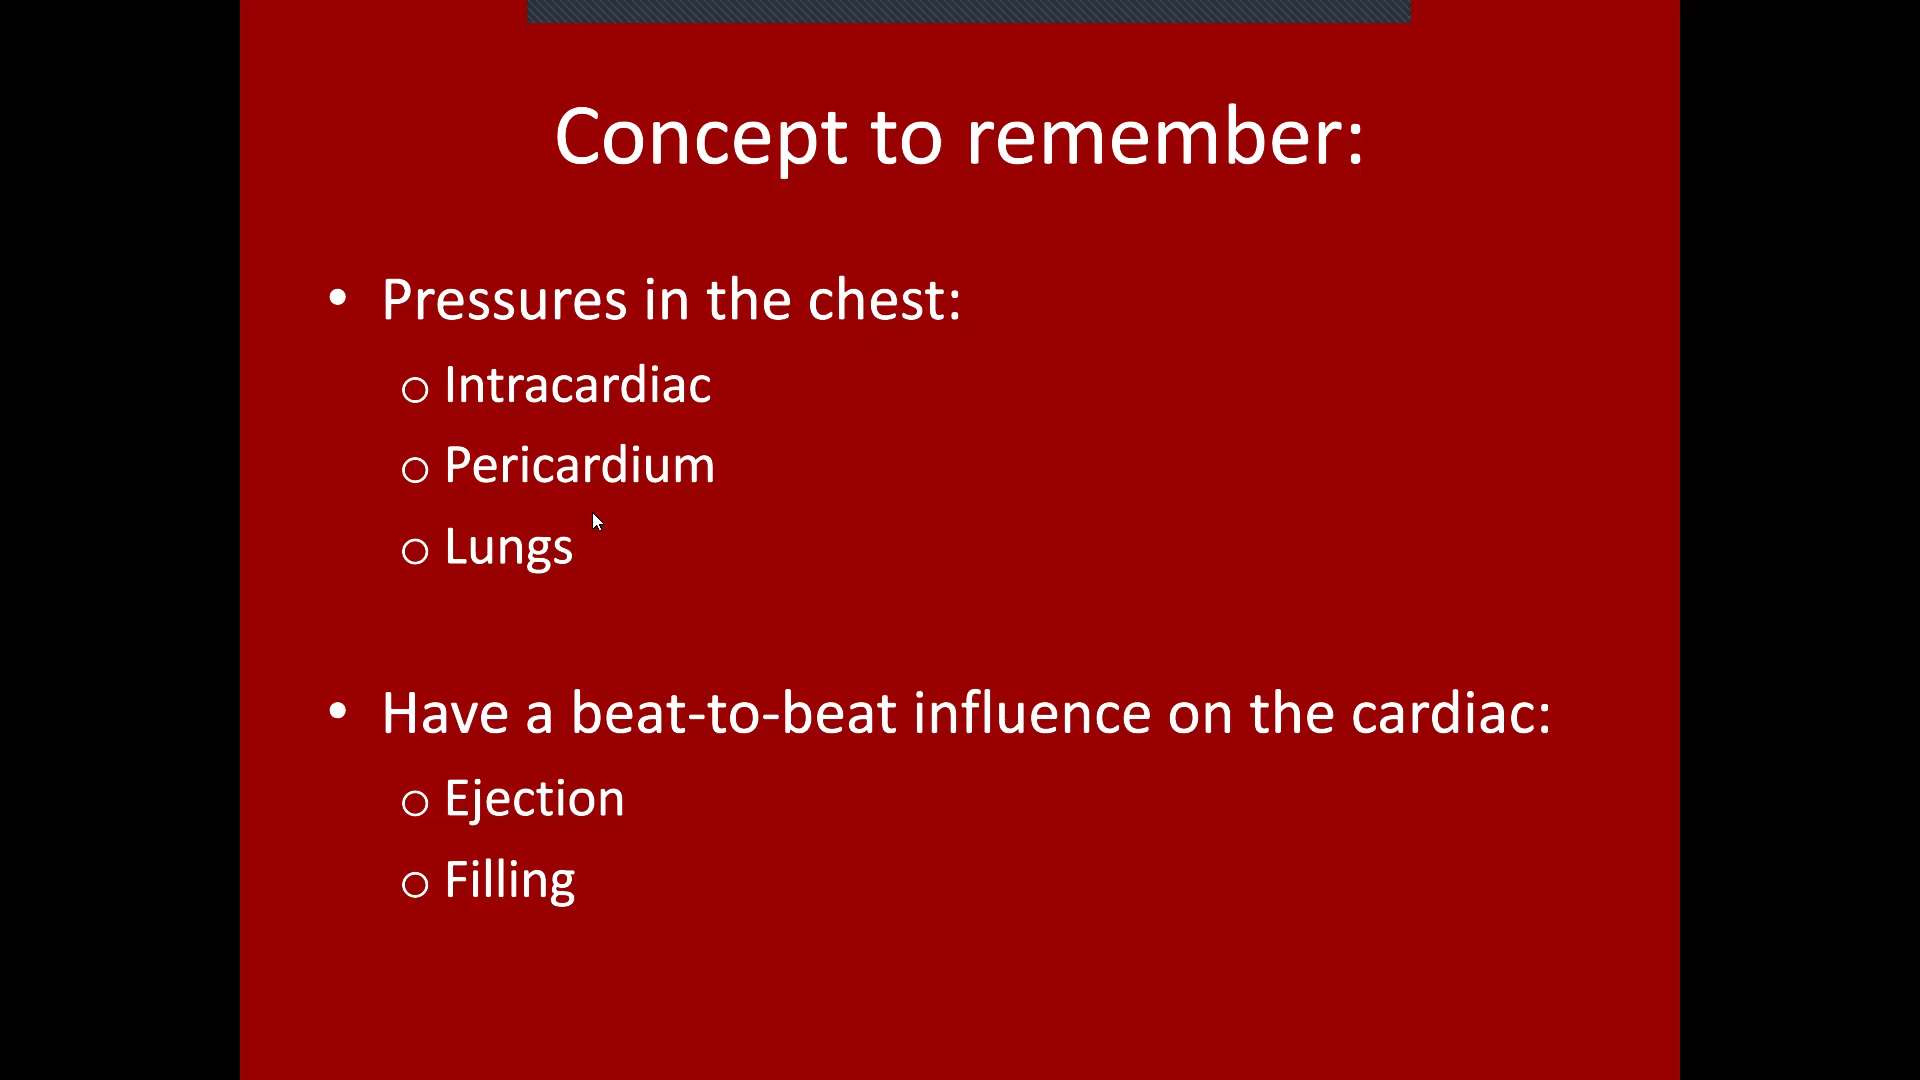 Concept to remember:
• Pressures in the chest:
o Intracardiac
o Pericardium
o Lungs
• Have a beat-to-beat influence on the cardiac:
o Ejection
o Filling